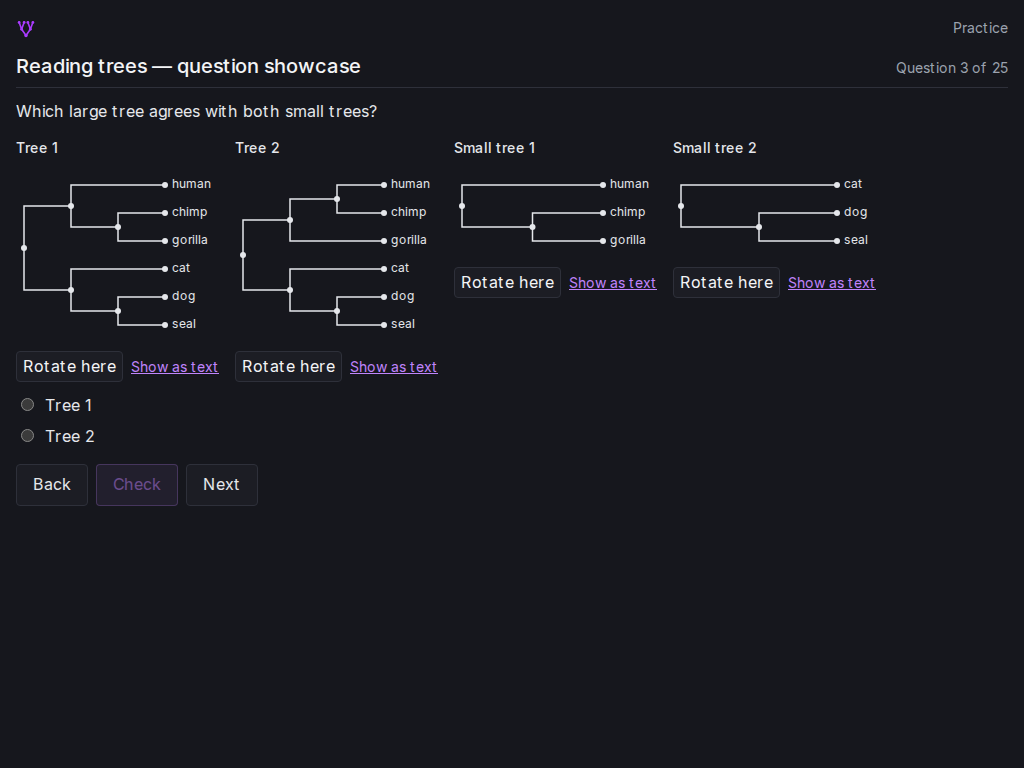 Practice
Reading trees — question showcase
Question 3 of 25
Which large tree agrees with both small trees?
Tree 1
human
chimp
gorilla
cat
dog
seal
Rotate here
Show as text
Tree 2
human
chimp
gorilla
cat
dog
seal
Rotate here
Show as text
Small tree 1
human
chimp
gorilla
Rotate here
Show as text
Small tree 2
cat
dog
seal
Rotate here
Show as text
Tree 1
Tree 2
Back
Check
Next